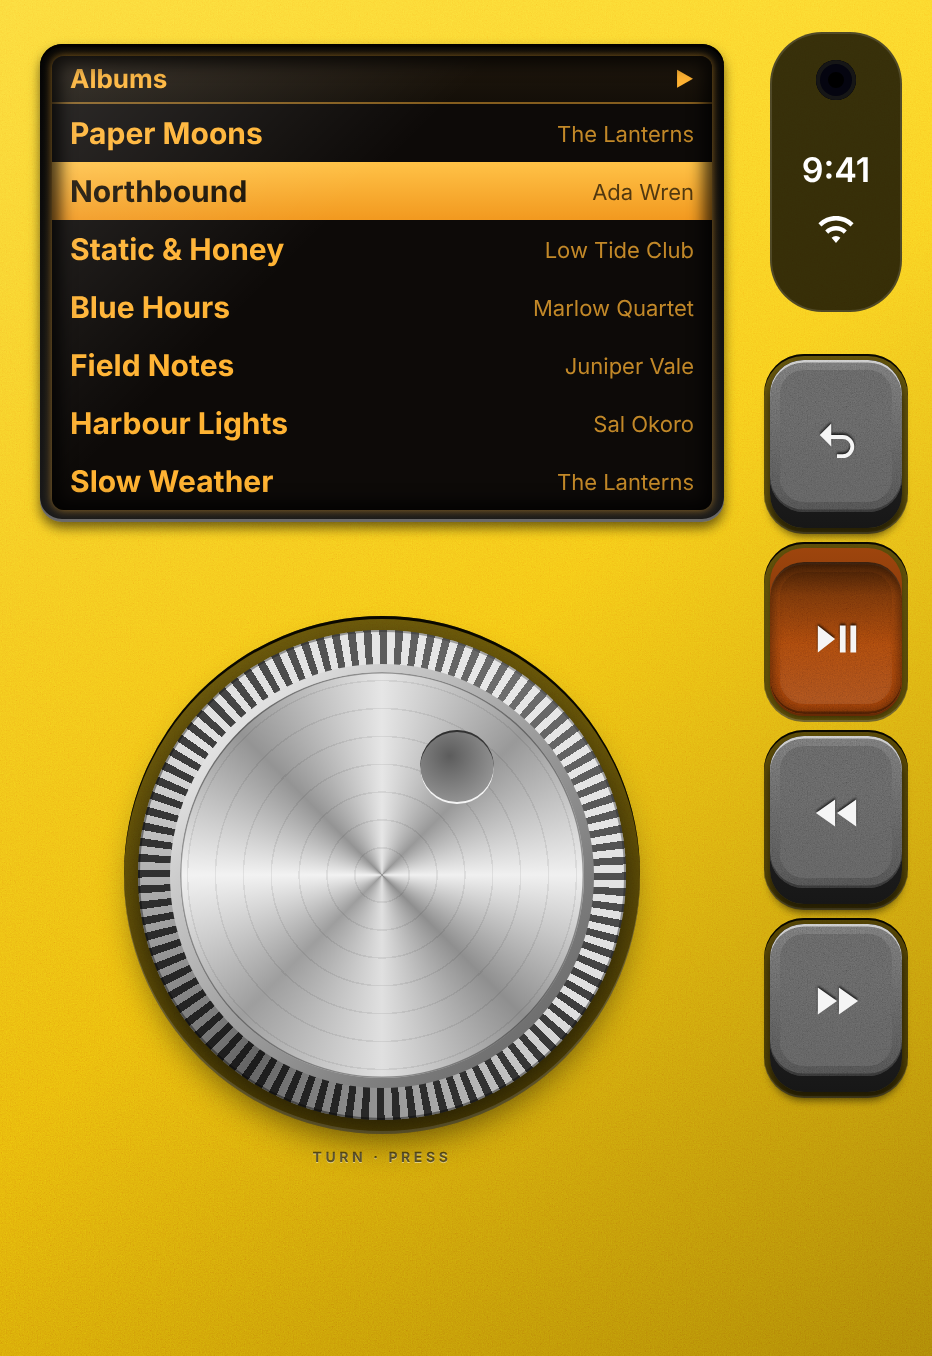 Albums
Paper Moons The Lanterns
Northbound Ada Wren
Static & Honey Low Tide Club
Blue Hours Marlow Quartet
Field Notes Juniper Vale
Harbour Lights Sal Okoro
Slow Weather The Lanterns
9:41
TURN · PRESS